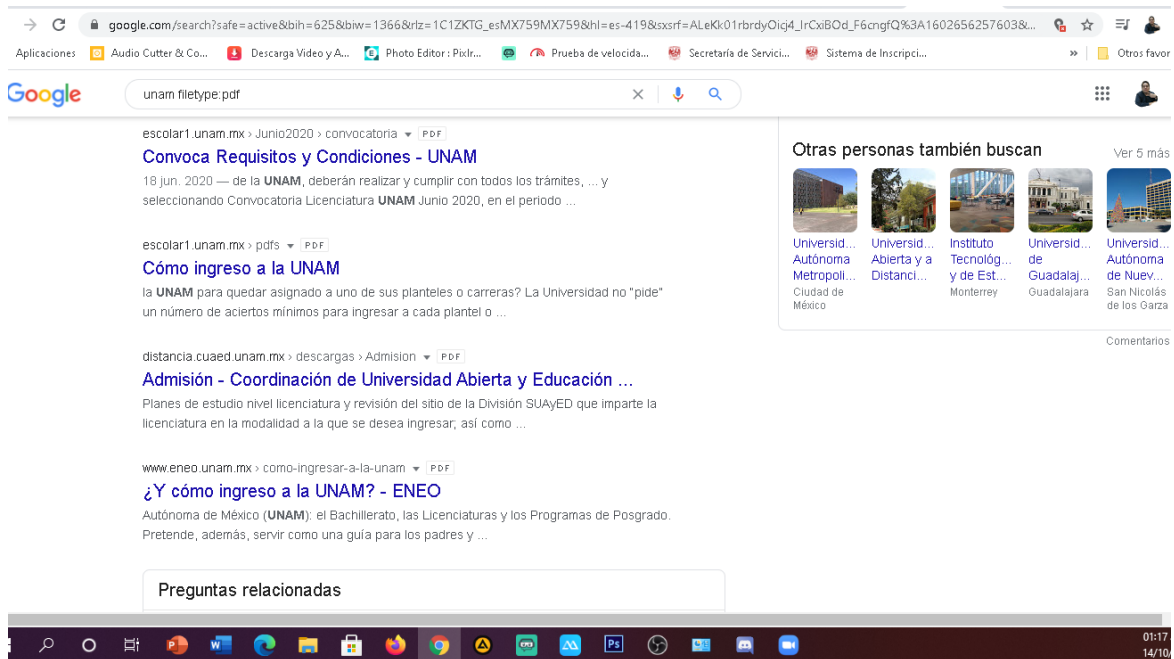 google.com/search?safe=active&bih=625&biw=1366&rlz=1C1ZKTG_esMX759MX759&hl=es-419&sxsrf=ALeKk01rbrdyOicj4_IrCxiBOd_F6cngfQ%3A1602656257603&...
Aplicaciones Audio Cutter & Co... Descarga Video y A... Photo Editor : Pixlr... Prueba de velocida... Secretaría de Servici... Sistema de Inscripci... » Otros favor
Google unam filetype:pdf
escolar1.unam.mx › Junio2020 › convocatoria PDF
Convoca Requisitos y Condiciones - UNAM
18 jun. 2020 — de la UNAM, deberán realizar y cumplir con todos los trámites, ... y
seleccionando Convocatoria Licenciatura UNAM Junio 2020, en el periodo ...
escolar1.unam.mx › pdfs PDF
Cómo ingreso a la UNAM
la UNAM para quedar asignado a uno de sus planteles o carreras? La Universidad no "pide"
un número de aciertos mínimos para ingresar a cada plantel o ...
distancia.cuaed.unam.mx › descargas › Admision PDF
Admisión - Coordinación de Universidad Abierta y Educación ...
Planes de estudio nivel licenciatura y revisión del sitio de la División SUAyED que imparte la
licenciatura en la modalidad a la que se desea ingresar; así como ...
www.eneo.unam.mx › como-ingresar-a-la-unam PDF
¿Y cómo ingreso a la UNAM? - ENEO
Autónoma de México (UNAM): el Bachillerato, las Licenciaturas y los Programas de Posgrado.
Pretende, además, servir como una guía para los padres y ...
Preguntas relacionadas
Otras personas también buscan Ver 5 más
Universid...
Autónoma
Metropoli...
Ciudad de
México
Universid...
Abierta y a
Distanci...
Instituto
Tecnológ...
y de Est...
Monterrey
Universid...
de
Guadalaj...
Guadalajara
Universid...
Autónoma
de Nuev...
San Nicolás
de los Garza
Comentarios
01:17
14/10/